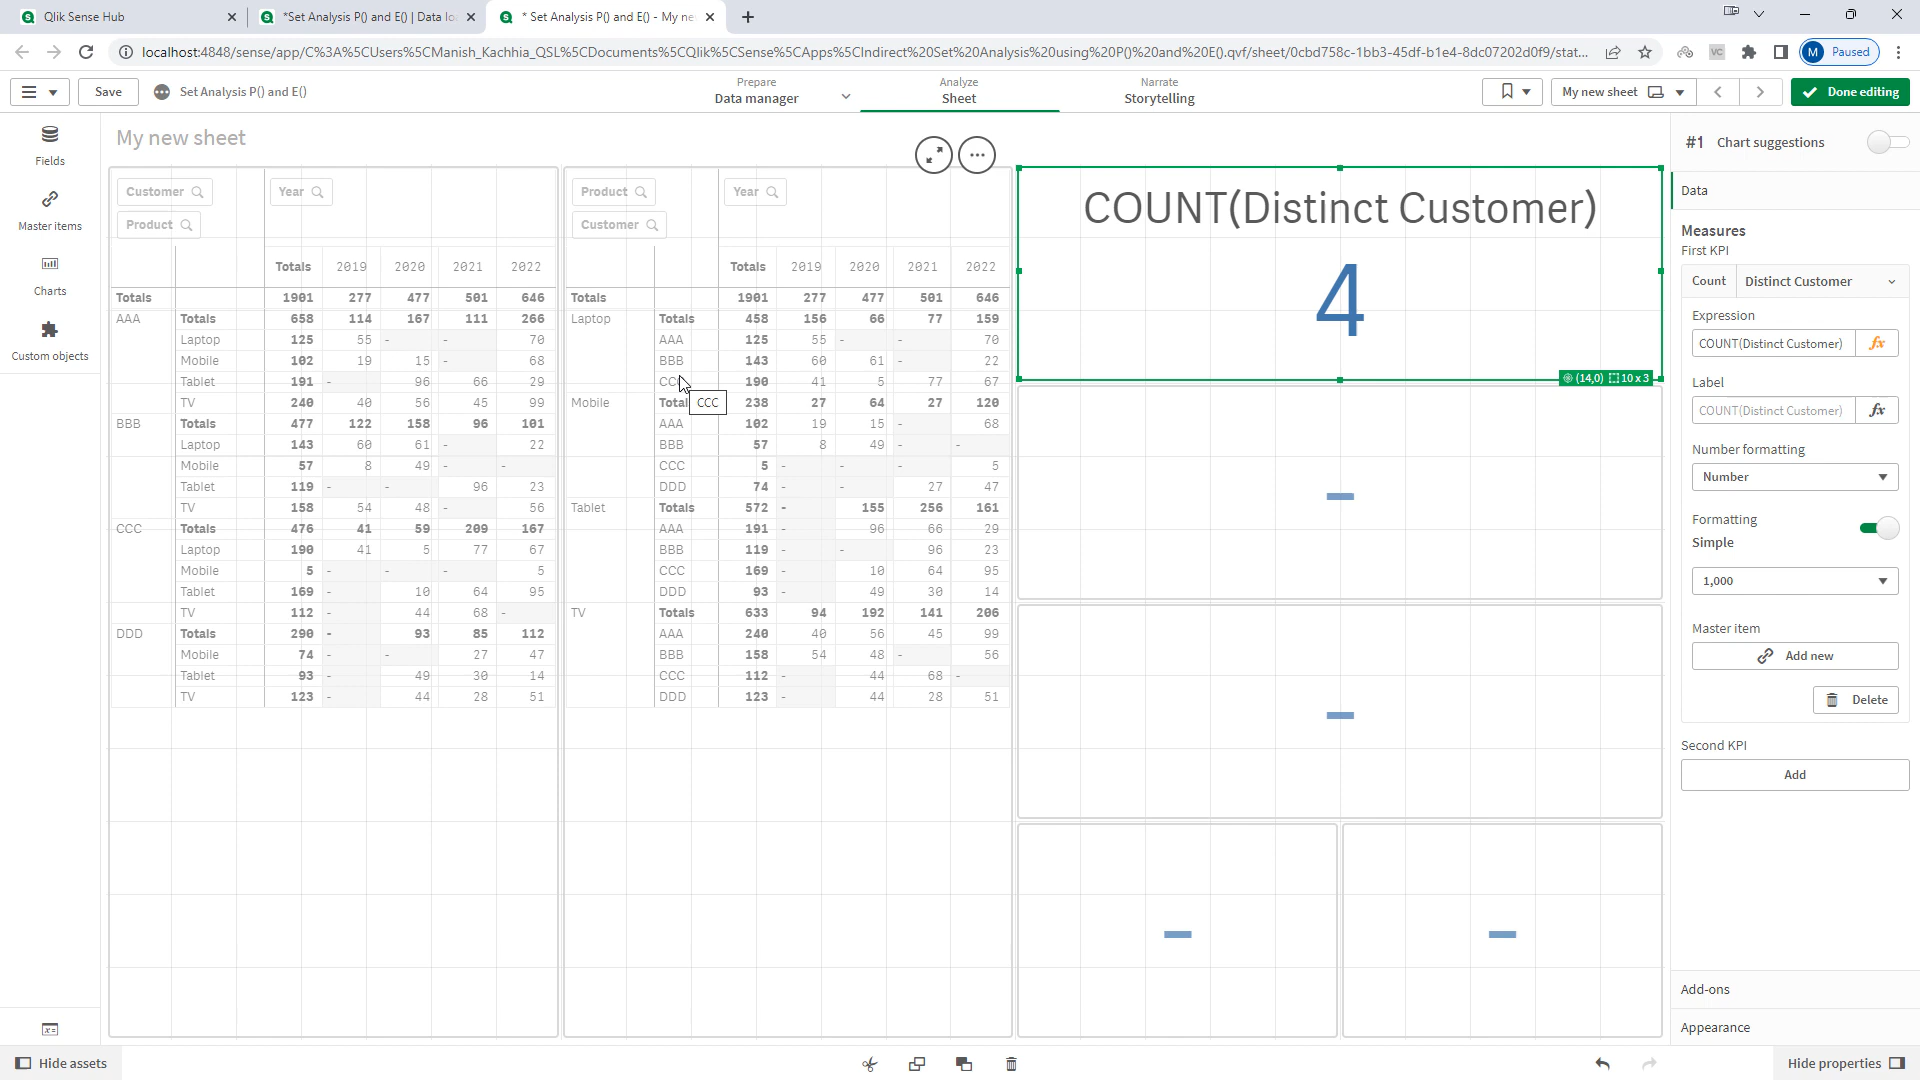 Qlik Sense Hub
*Set Analysis P() and E() | Data lo
* Set Analysis P() and E() - My ne
localhost:4848/sense/app/C%3A%5CUsers%5CManish_Kachhia_QSL%5CDocuments%5CQlik%5CSense%5CApps%5CIndirect%20Set%20Analysis%20using%20P()%20and%20E().qvf/sheet/0cbd758c-1bb3-45df-b1e4-8dc07202d0f9/stat...
VC
M Paused
Save
Set Analysis P() and E()
Prepare
Data manager
Analyze
Sheet
Narrate
Storytelling
My new sheet
Done editing
Fields
Master items
Charts
Custom objects
My new sheet
Customer
Product
Year
Totals 2019 2020 2021 2022
Totals 1901 277 477 501 646
AAA Totals 658 114 167 111 266
Laptop 125 55 - - 70
Mobile 102 19 15 - 68
Tablet 191 - 96 66 29
TV 240 40 56 45 99
BBB Totals 477 122 158 96 101
Laptop 143 60 61 - 22
Mobile 57 8 49 - -
Tablet 119 - - 96 23
TV 158 54 48 - 56
CCC Totals 476 41 59 209 167
Laptop 190 41 5 77 67
Mobile 5 - - - 5
Tablet 169 - 10 64 95
TV 112 - 44 68 -
DDD Totals 290 - 93 85 112
Mobile 74 - - 27 47
Tablet 93 - 49 30 14
TV 123 - 44 28 51
Product
Customer
Year
Totals 2019 2020 2021 2022
Totals 1901 277 477 501 646
Laptop Totals 458 156 66 77 159
AAA 125 55 - - 70
BBB 143 60 61 - 22
CCC 190 41 5 77 67
Mobile Total 238 27 64 27 120
CCC
AAA 102 19 15 - 68
BBB 57 8 49 - -
CCC 5 - - - 5
DDD 74 - - 27 47
Tablet Totals 572 - 155 256 161
AAA 191 - 96 66 29
BBB 119 - - 96 23
CCC 169 - 10 64 95
DDD 93 - 49 30 14
TV Totals 633 94 192 141 206
AAA 240 40 56 45 99
BBB 158 54 48 - 56
CCC 112 - 44 68 -
DDD 123 - 44 28 51
COUNT(Distinct Customer)
4
(14,0) 10 x 3
-
-
-
-
#1 Chart suggestions
Data
Measures
First KPI
Count Distinct Customer
Expression
COUNT(Distinct Customer) fx
Label
COUNT(Distinct Customer) fx
Number formatting
Number
Formatting
Simple
1,000
Master item
Add new
Delete
Second KPI
Add
Add-ons
Appearance
Hide assets
Hide properties